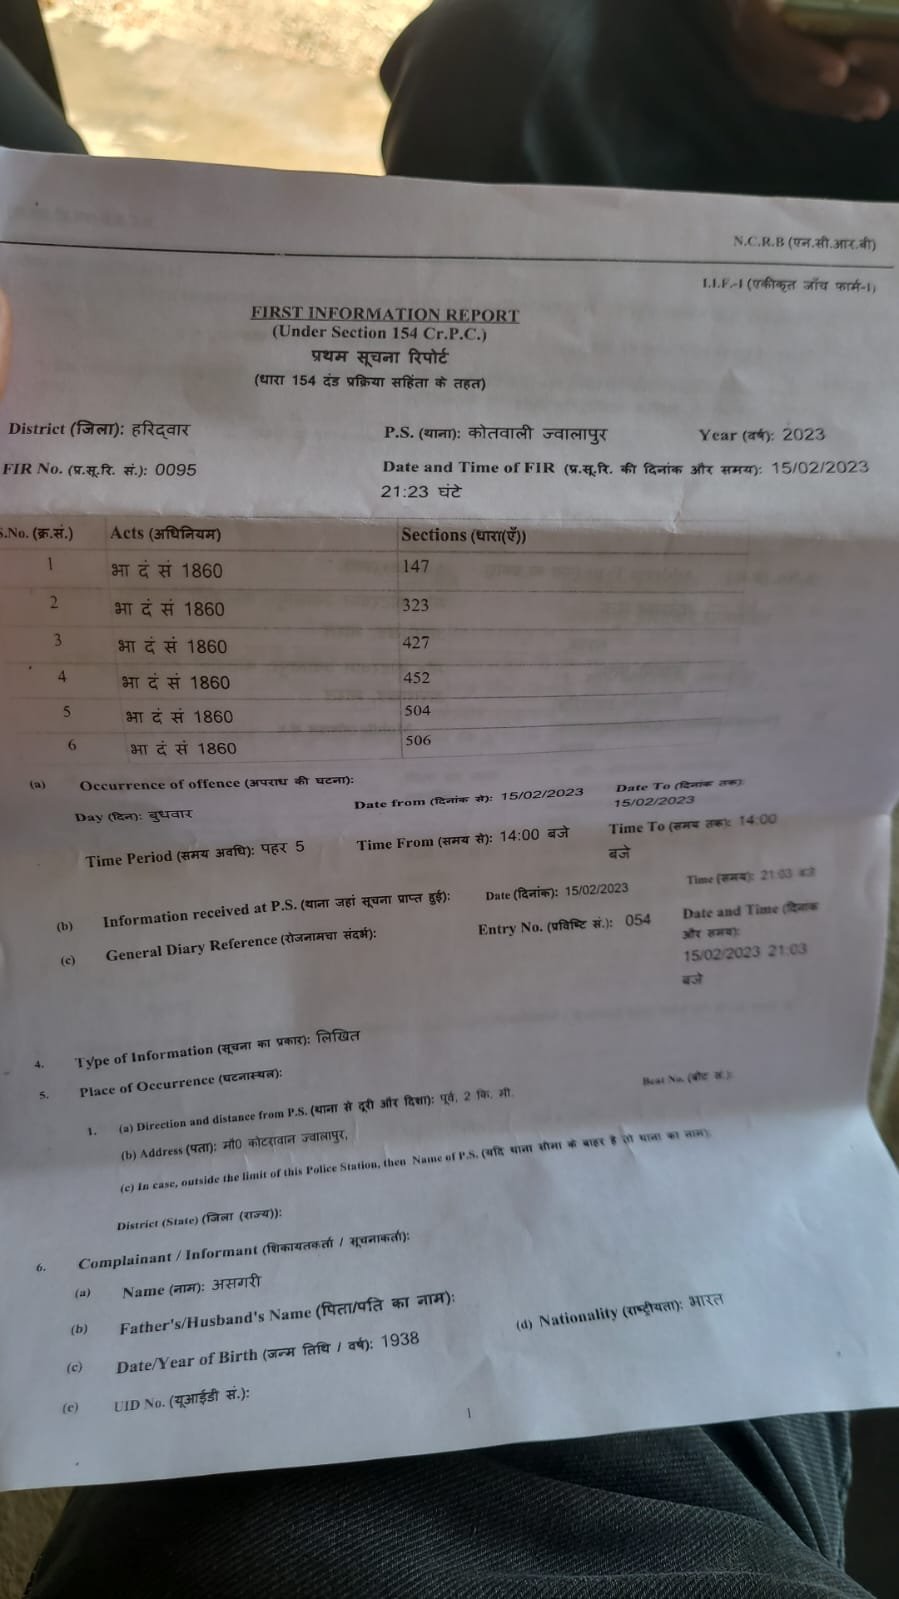 N.C.R.B (एन.सी.आर.बी)
I.I.F.-I (एकीकृत जाँच फार्म-I)
FIRST INFORMATION REPORT
(Under Section 154 Cr.P.C.)
प्रथम सूचना रिपोर्ट
(धारा 154 दंड प्रक्रिया सहिंता के तहत)
District (जिला): हरिद्वार P.S. (थाना): कोतवाली ज्वालापुर Year (वर्ष): 2023
FIR No. (प्र.सू.रि. सं.): 0095 Date and Time of FIR (प्र.सू.रि. की दिनांक और समय): 15/02/2023
21:23 घंटे
S.No. (क्र.सं.) Acts (अधिनियम) Sections (धारा(एँ))
1 भा दं सं 1860 147
2 भा दं सं 1860 323
3 भा दं सं 1860 427
4 भा दं सं 1860 452
5 भा दं सं 1860 504
6 भा दं सं 1860 506
(a) Occurrence of offence (अपराध की घटना):
Day (दिन): बुधवार Date from (दिनांक से): 15/02/2023 Date To (दिनांक तक):
15/02/2023
Time Period (समय अवधि): पहर 5 Time From (समय से): 14:00 बजे Time To (समय तक): 14:00
बजे
(b) Information received at P.S. (थाना जहां सूचना प्राप्त हुई): Date (दिनांक): 15/02/2023 Time (समय): 21:03 बजे
(c) General Diary Reference (रोजनामचा संदर्भ): Entry No. (प्रविष्टि सं.): 054 Date and Time (दिनांक
और समय):
15/02/2023 21:03
बजे
4. Type of Information (सूचना का प्रकार): लिखित
5. Place of Occurrence (घटनास्थल):
1. (a) Direction and distance from P.S. (थाना से दूरी और दिशा): पूर्व, 2 कि. मी. Beat No. (बीट सं.):
(b) Address (पता): मौ0 कोटरावान ज्वालापुर,
(c) In case, outside the limit of this Police Station, then Name of P.S. (यदि थाना सीमा के बाहर है तो थाना का नाम):
District (State) (जिला (राज्य)):
6. Complainant / Informant (शिकायतकर्ता / सूचनाकर्ता):
(a) Name (नाम): असगरी
(b) Father's/Husband's Name (पिता/पति का नाम):
(c) Date/Year of Birth (जन्म तिथि / वर्ष): 1938 (d) Nationality (राष्ट्रीयता): भारत
(e) UID No. (यूआईडी सं.):
1